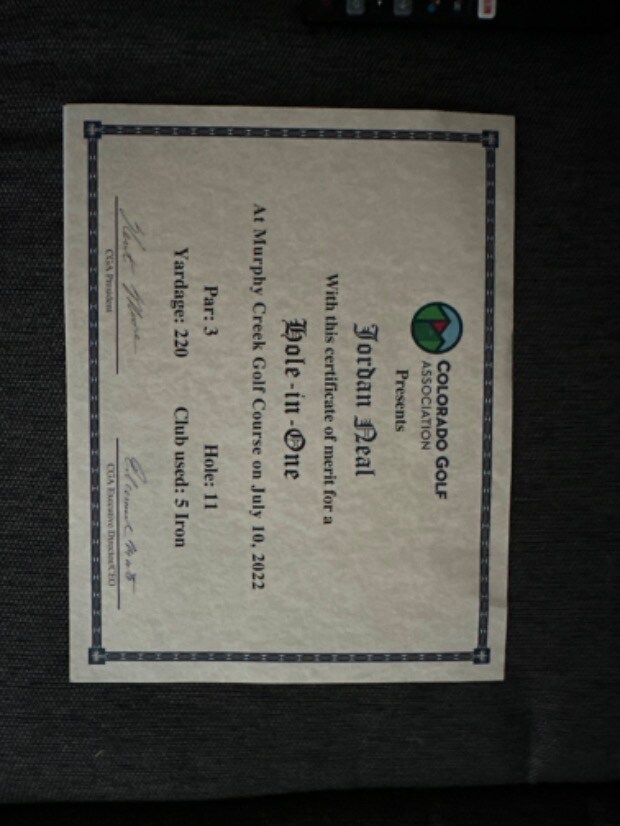 COLORADO GOLF
ASSOCIATION
Presents
Jordan Neal
With this certificate of merit for a
Hole-in-One
At Murphy Creek Golf Course on July 10, 2022
Par: 3 Hole: 11
Yardage: 220 Club used: 5 Iron
CGA President CGA Executive Director/CEO